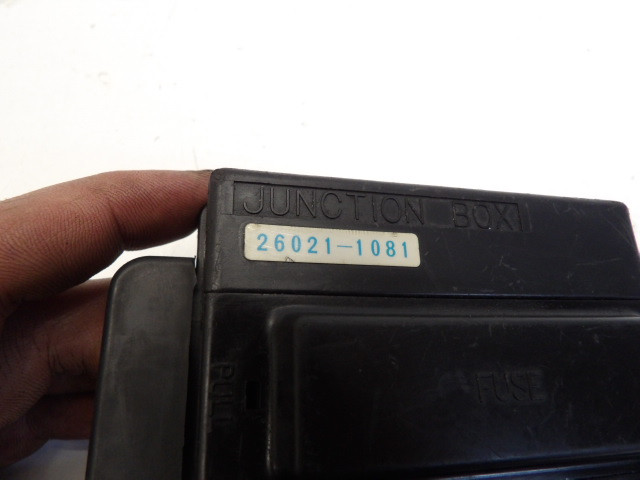 JUNCTION BOX
26021-1081
PULL
FUSE